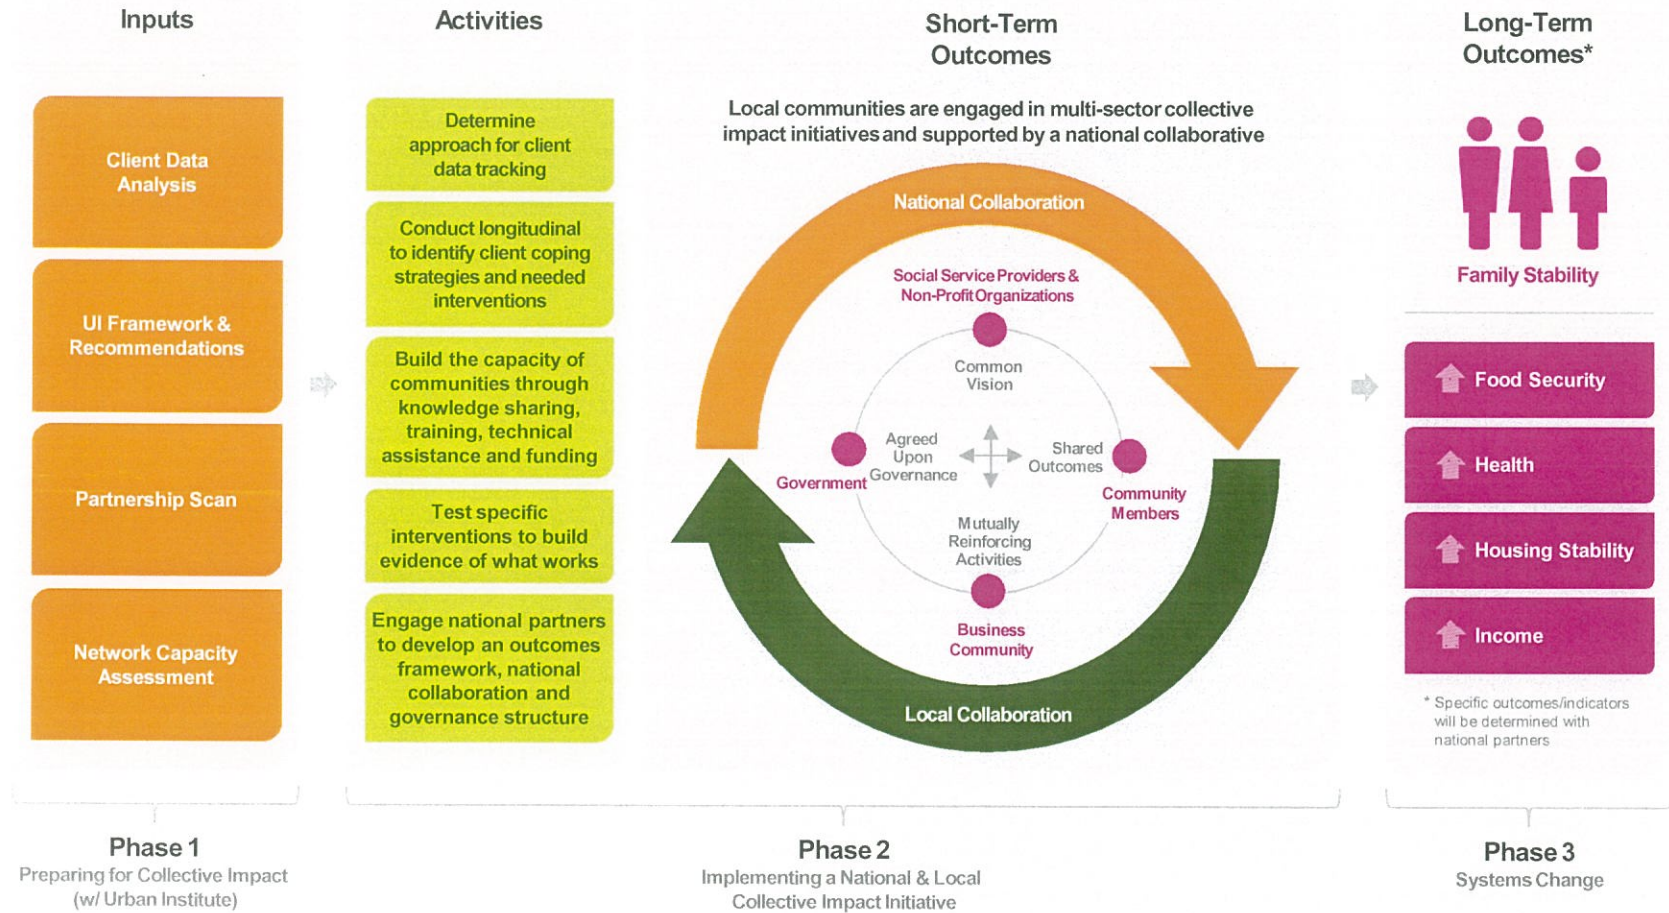 Inputs
Client Data
Analysis
UI Framework &
Recommendations
Partnership Scan
Network Capacity
Assessment
Activities
Determine
approach for client
data tracking
Conduct longitudinal
to identify client coping
strategies and needed
interventions
Build the capacity of
communities through
knowledge sharing,
training, technical
assistance and funding
Test specific
interventions to build
evidence of what works
Engage national partners
to develop an outcomes
framework, national
collaboration and
governance structure
Short-Term
Outcomes
Local communities are engaged in multi-sector collective
impact initiatives and supported by a national collaborative
National Collaboration
Social Service Providers &
Non-Profit Organizations
Common
Vision
Government
Agreed
Upon
Governance
Shared
Outcomes
Community
Members
Mutually
Reinforcing
Activities
Business
Community
Local Collaboration
Long-Term
Outcomes*
Family Stability
Food Security
Health
Housing Stability
Income
* Specific outcomes/indicators
will be determined with
national partners
Phase 1
Preparing for Collective Impact
(w/ Urban Institute)
Phase 2
Implementing a National & Local
Collective Impact Initiative
Phase 3
Systems Change